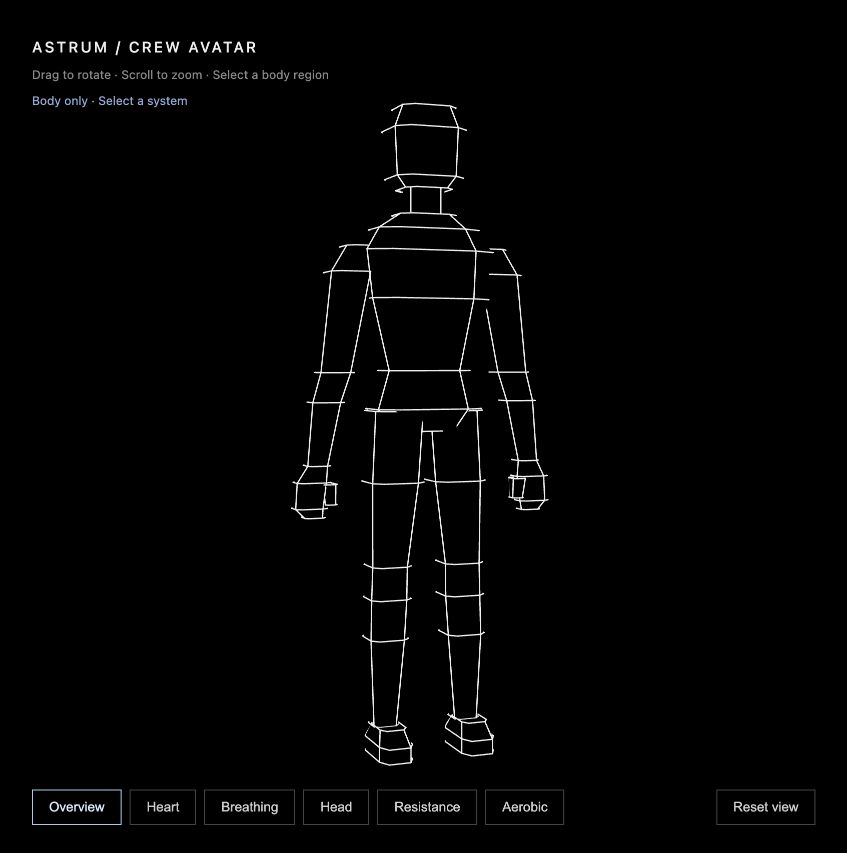 ASTRUM / CREW AVATAR
Drag to rotate · Scroll to zoom · Select a body region
Body only · Select a system
Overview
Heart
Breathing
Head
Resistance
Aerobic
Reset view